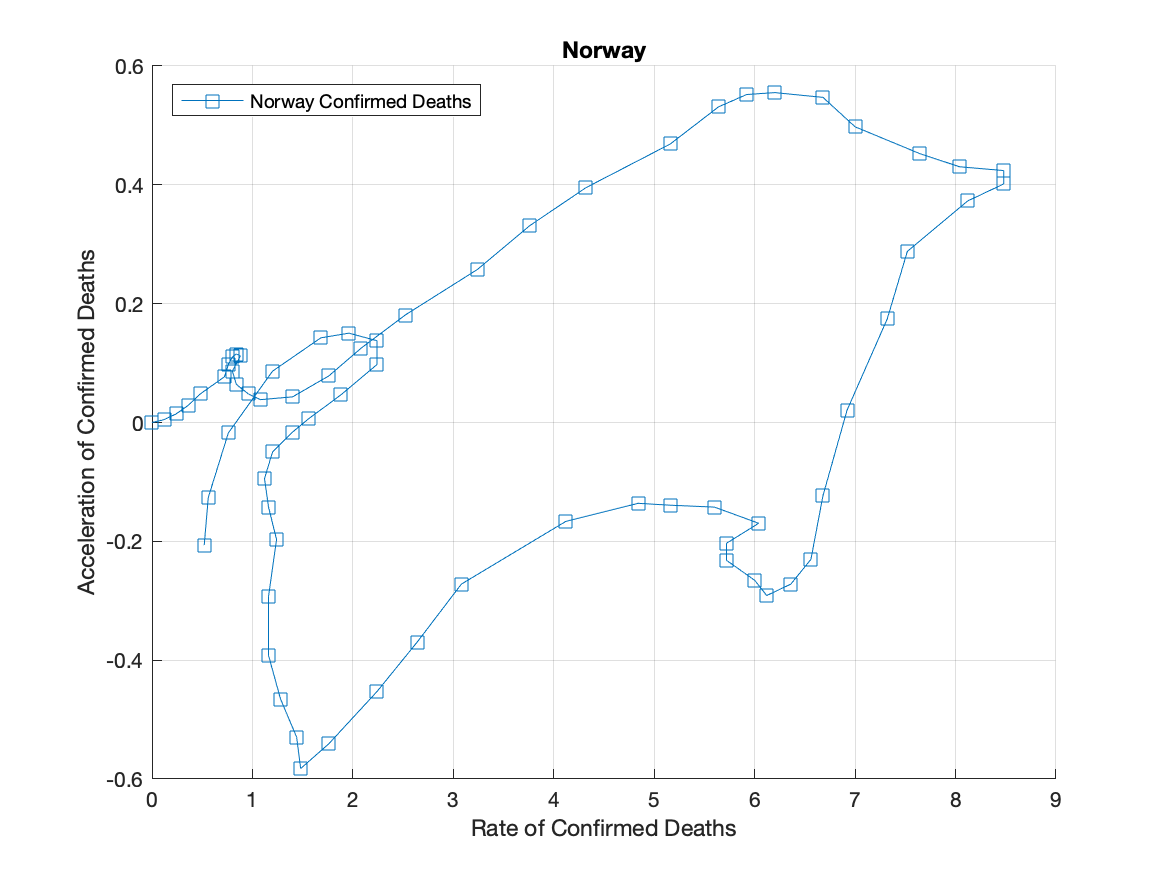 Norway
0.6
Norway Confirmed Deaths
0.4
0.2
0
-0.2
-0.4
-0.6
Acceleration of Confirmed Deaths
0 1 2 3 4 5 6 7 8 9
Rate of Confirmed Deaths